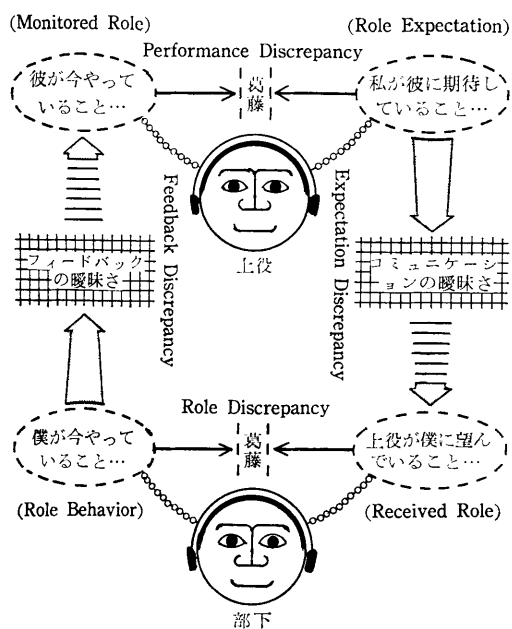 (Monitored Role)
(Role Expectation)
Performance Discrepancy
彼が今やって
いること…
葛
藤
私が彼に期待し
ていること…
Feedback Discrepancy
Expectation Discrepancy
上役
フィードバック
の曖昧さ
コミュニケーシ
ョンの曖昧さ
Role Discrepancy
僕が今やって
いること…
葛
藤
上役が僕に望ん
でいること…
(Role Behavior)
(Received Role)
部下